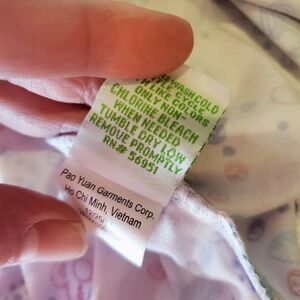 WASH COLD
LIKE COLORS
ONLY NON-
CHLORINE BLEACH
WHEN NEEDED
TUMBLE DRY LOW
REMOVE PROMPTLY
RN# 56951
Pao Yuan Garments Corp.
Ho Chi Minh, Vietnam